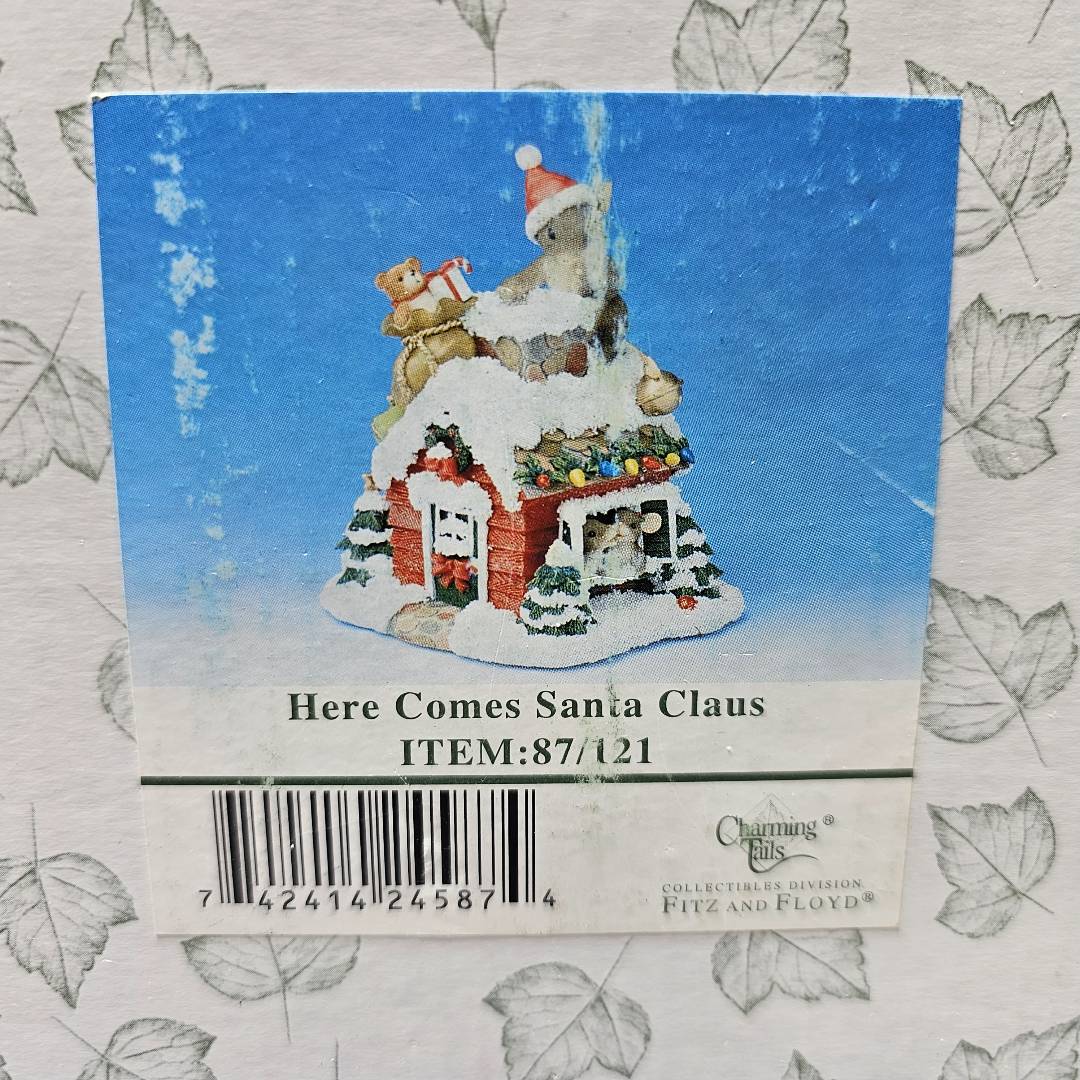 Here Comes Santa Claus
ITEM:87/121
7 42414 24587 4
Charming ®
Tails
COLLECTIBLES DIVISION
FITZ AND FLOYD®